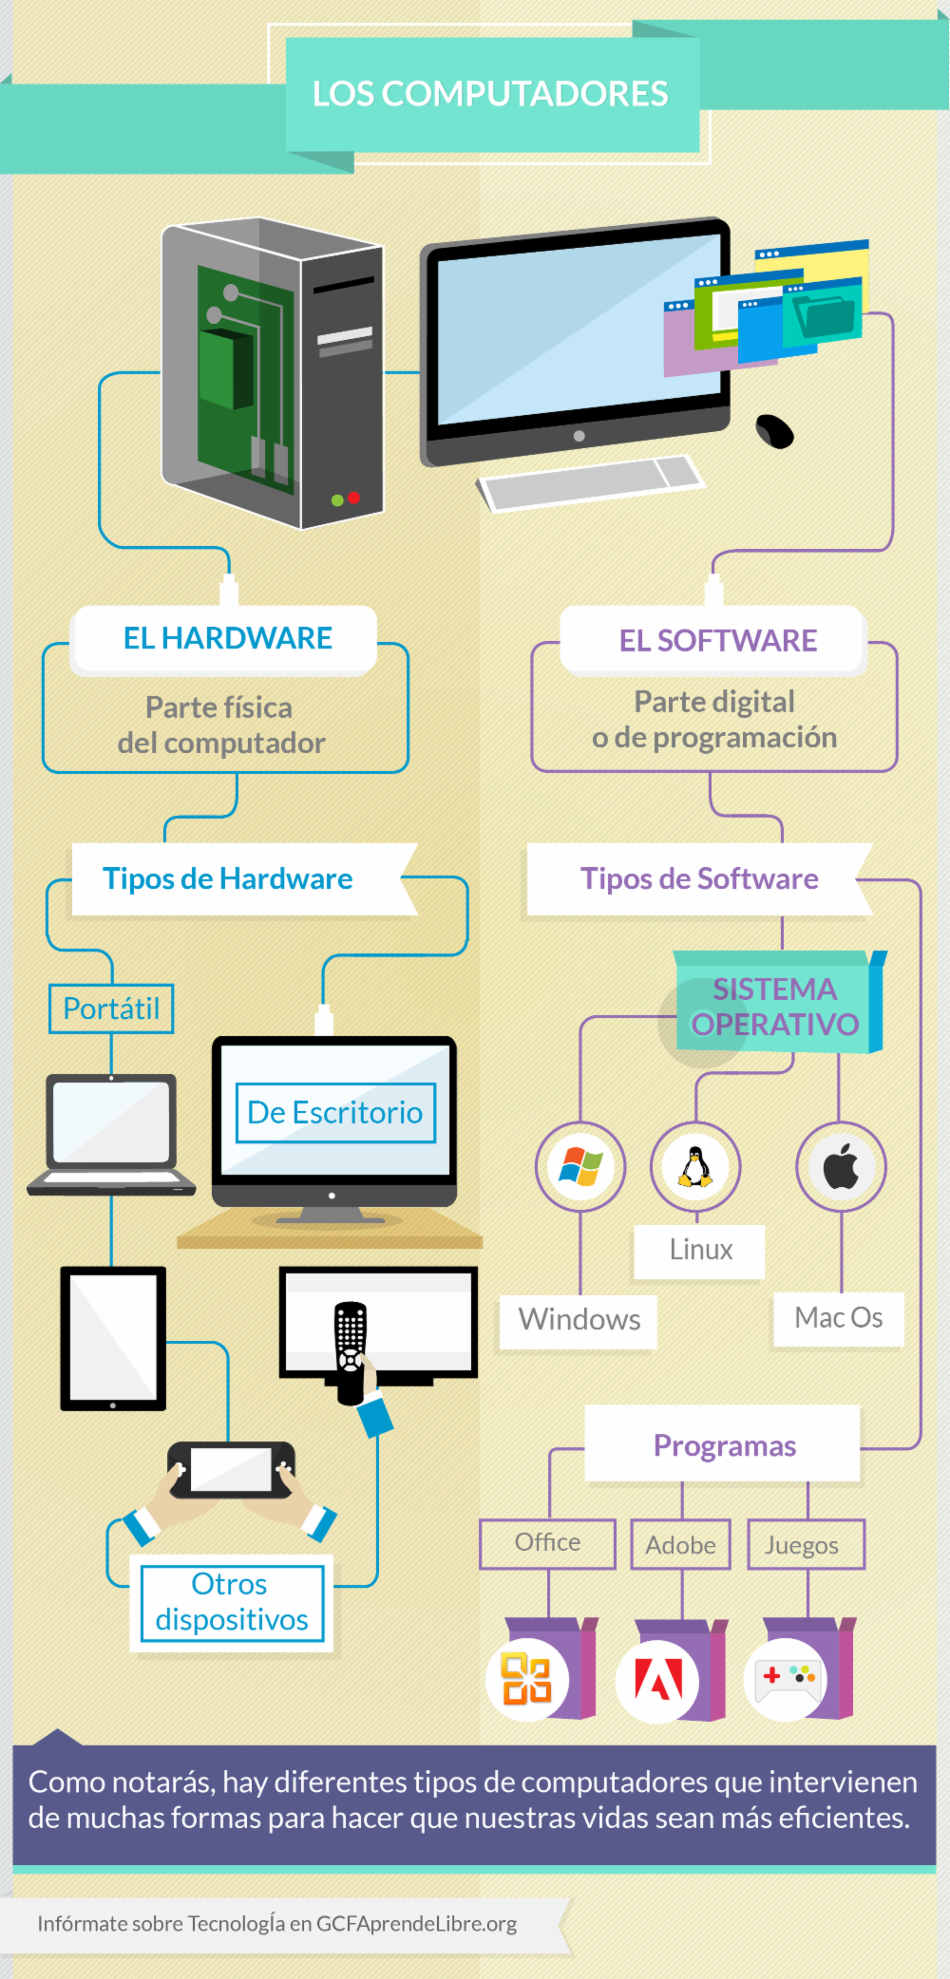 LOS COMPUTADORES
EL HARDWARE
Parte física
del computador
EL SOFTWARE
Parte digital
o de programación
Tipos de Hardware
Tipos de Software
Portátil
De Escritorio
SISTEMA
OPERATIVO
Linux
Windows
Mac Os
Programas
Office
Adobe
Juegos
Otros
dispositivos
Como notarás, hay diferentes tipos de computadores que intervienen
de muchas formas para hacer que nuestras vidas sean más eficientes.
Infórmate sobre Tecnología en GCFAprendeLibre.org